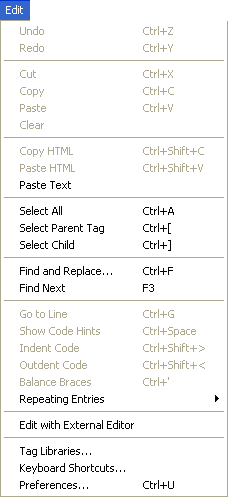 Edit
Undo Ctrl+Z
Redo Ctrl+Y
Cut Ctrl+X
Copy Ctrl+C
Paste Ctrl+V
Clear
Copy HTML Ctrl+Shift+C
Paste HTML Ctrl+Shift+V
Paste Text
Select All Ctrl+A
Select Parent Tag Ctrl+[
Select Child Ctrl+]
Find and Replace... Ctrl+F
Find Next F3
Go to Line Ctrl+G
Show Code Hints Ctrl+Space
Indent Code Ctrl+Shift+>
Outdent Code Ctrl+Shift+<
Balance Braces Ctrl+'
Repeating Entries
Edit with External Editor
Tag Libraries...
Keyboard Shortcuts...
Preferences... Ctrl+U